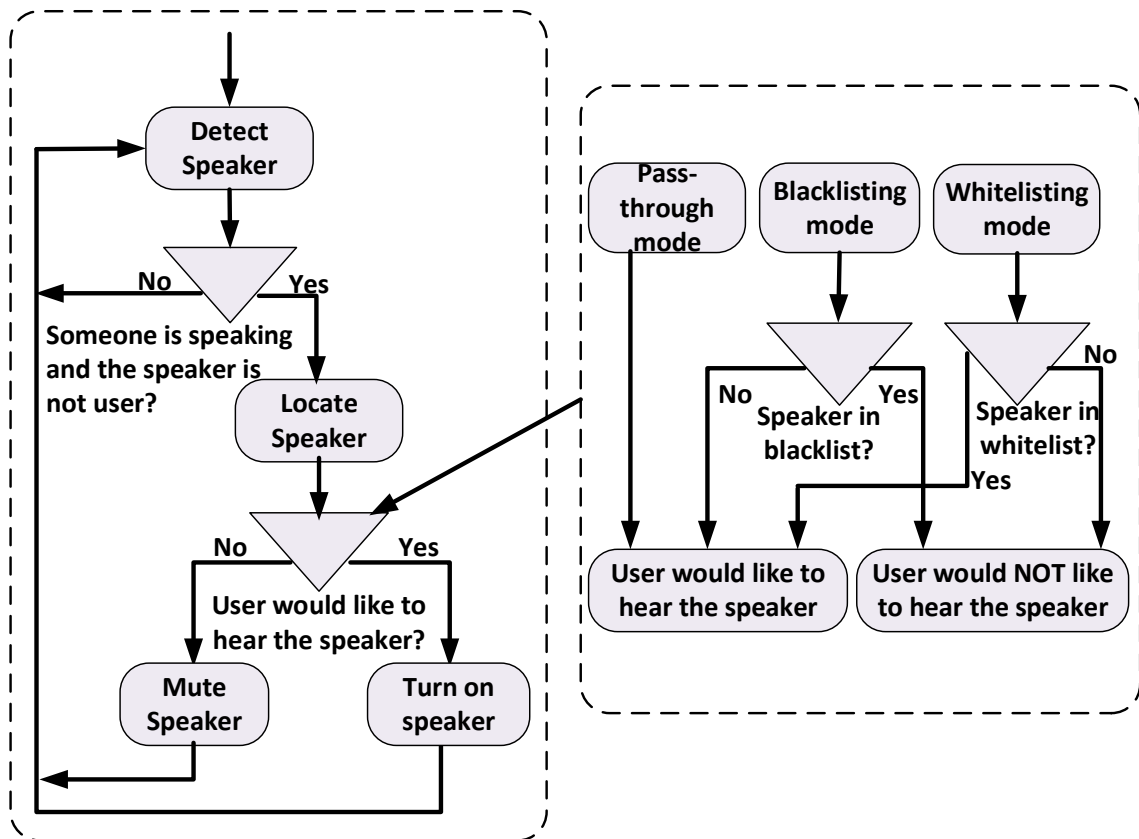 Detect
Speaker
No
Yes
Someone is speaking
and the speaker is
not user?
Locate
Speaker
No
Yes
User would like to
hear the speaker?
Mute
Speaker
Turn on
speaker
Pass-
through
mode
Blacklisting
mode
Whitelisting
mode
No
Yes
Speaker in
blacklist?
No
Speaker in
whitelist?
Yes
User would like to
hear the speaker
User would NOT like
to hear the speaker